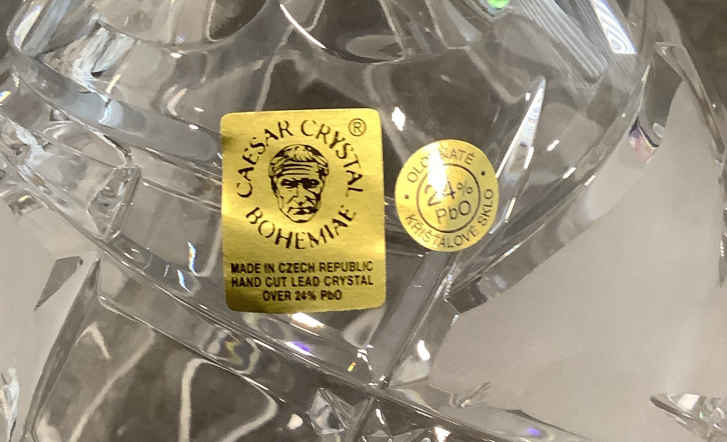 CAESAR CRYSTAL ®
BOHEMIAE
MADE IN CZECH REPUBLIC
HAND CUT LEAD CRYSTAL
OVER 24% PbO
OLOVNATÉ
24%
PbO
KŘIŠŤÁLOVÉ SKLO